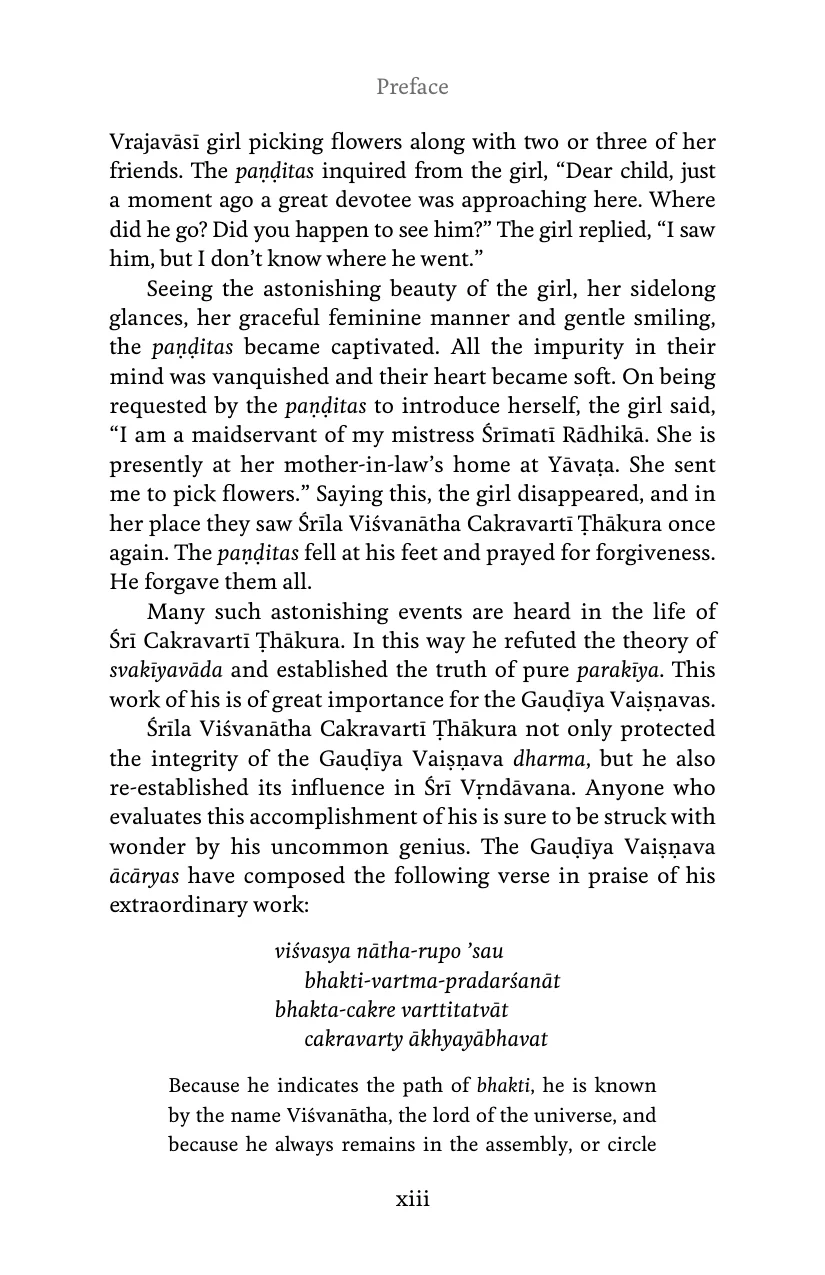 Preface
Vrajavāsī girl picking flowers along with two or three of her
friends. The paṇḍitas inquired from the girl, “Dear child, just
a moment ago a great devotee was approaching here. Where
did he go? Did you happen to see him?” The girl replied, “I saw
him, but I don’t know where he went.”
Seeing the astonishing beauty of the girl, her sidelong
glances, her graceful feminine manner and gentle smiling,
the paṇḍitas became captivated. All the impurity in their
mind was vanquished and their heart became soft. On being
requested by the paṇḍitas to introduce herself, the girl said,
“I am a maidservant of my mistress Śrīmatī Rādhikā. She is
presently at her mother-in-law’s home at Yāvaṭa. She sent
me to pick flowers.” Saying this, the girl disappeared, and in
her place they saw Śrīla Viśvanātha Cakravartī Ṭhākura once
again. The paṇḍitas fell at his feet and prayed for forgiveness.
He forgave them all.
Many such astonishing events are heard in the life of
Śrī Cakravartī Ṭhākura. In this way he refuted the theory of
svakīyavāda and established the truth of pure parakīya. This
work of his is of great importance for the Gauḍīya Vaiṣṇavas.
Śrīla Viśvanātha Cakravartī Ṭhākura not only protected
the integrity of the Gauḍīya Vaiṣṇava dharma, but he also
re-established its influence in Śrī Vṛndāvana. Anyone who
evaluates this accomplishment of his is sure to be struck with
wonder by his uncommon genius. The Gauḍīya Vaiṣṇava
ācāryas have composed the following verse in praise of his
extraordinary work:
viśvasya nātha-rupo ’sau
bhakti-vartma-pradarśanāt
bhakta-cakre varttitatvāt
cakravarty ākhyayābhavat
Because he indicates the path of bhakti, he is known
by the name Viśvanātha, the lord of the universe, and
because he always remains in the assembly, or circle
xiii